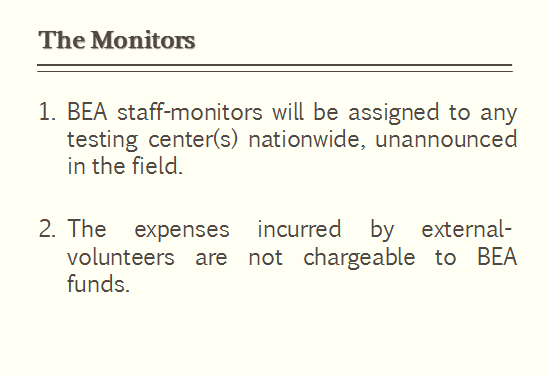 The Monitors
1. BEA staff-monitors will be assigned to any
testing center(s) nationwide, unannounced
in the field.
2. The expenses incurred by external-
volunteers are not chargeable to BEA
funds.